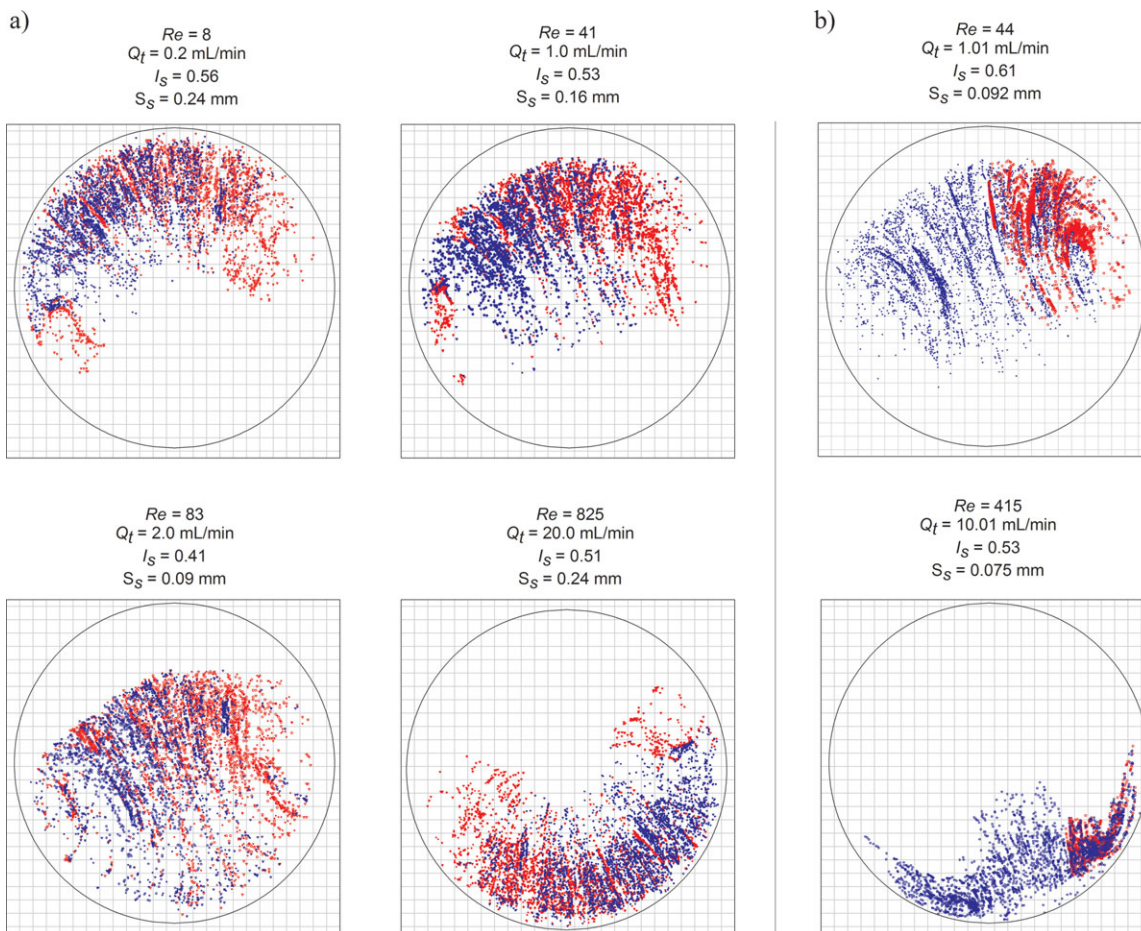 a)
Re = 8
Qt = 0.2 mL/min
Is = 0.56
Ss = 0.24 mm
Re = 41
Qt = 1.0 mL/min
Is = 0.53
Ss = 0.16 mm
b)
Re = 44
Qt = 1.01 mL/min
Is = 0.61
Ss = 0.092 mm
Re = 83
Qt = 2.0 mL/min
Is = 0.41
Ss = 0.09 mm
Re = 825
Qt = 20.0 mL/min
Is = 0.51
Ss = 0.24 mm
Re = 415
Qt = 10.01 mL/min
Is = 0.53
Ss = 0.075 mm